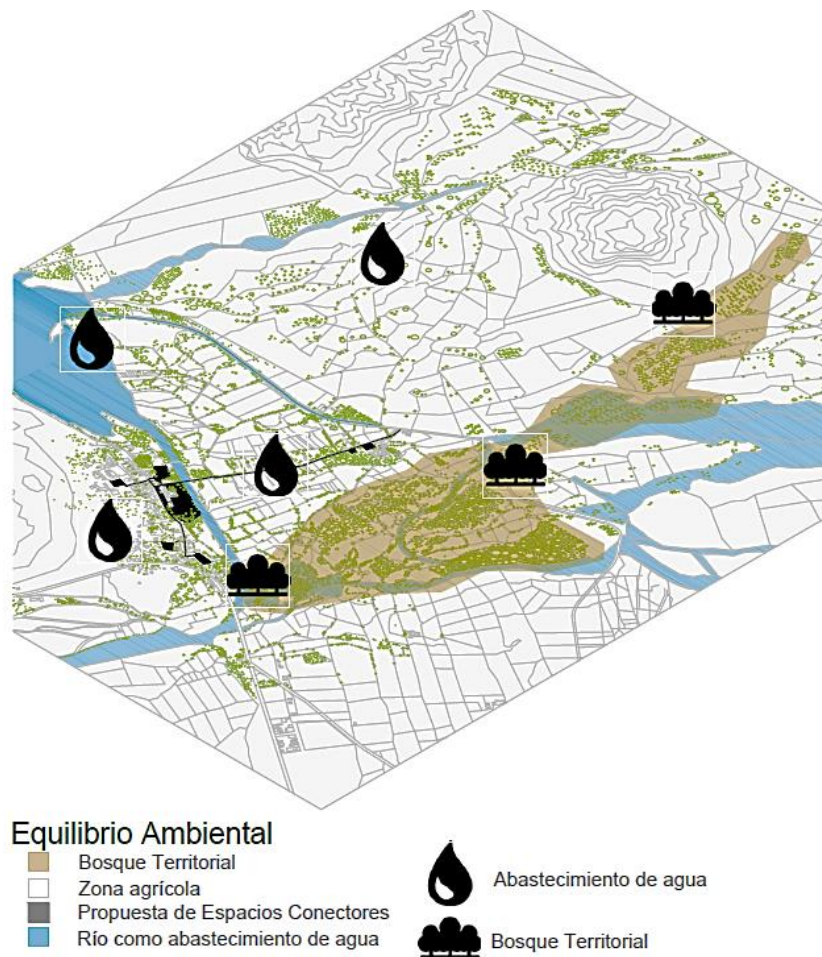 Equilibrio Ambiental
Bosque Territorial
Zona agrícola
Propuesta de Espacios Conectores
Río como abastecimiento de agua
Abastecimiento de agua
Bosque Territorial